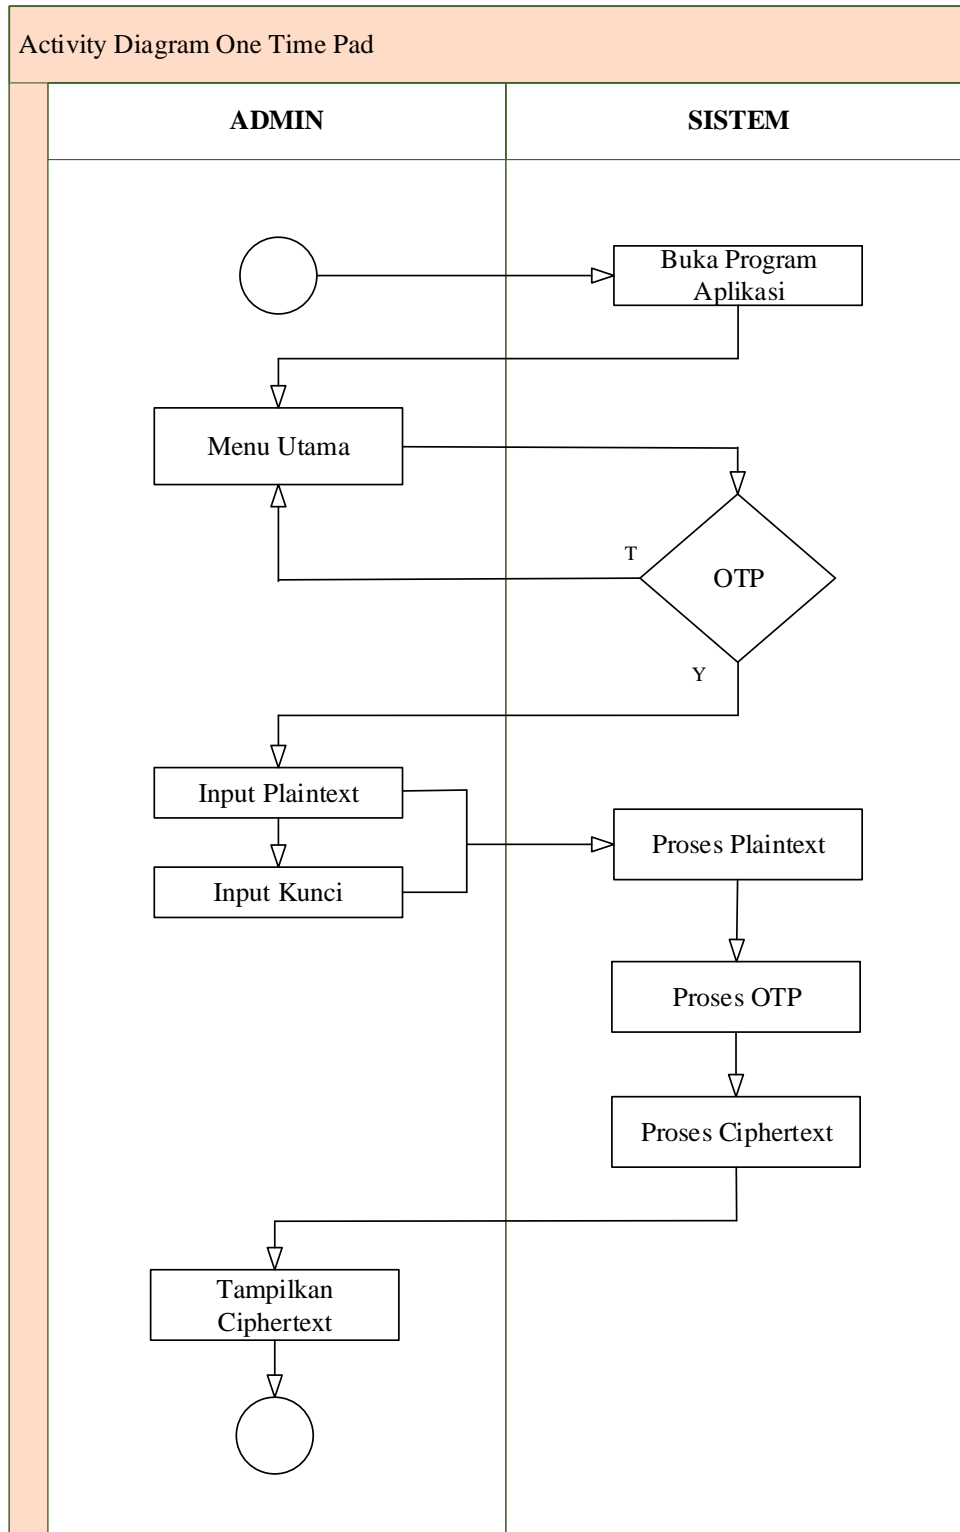 Activity Diagram One Time Pad
ADMIN
SISTEM
Buka Program
Aplikasi
Menu Utama
T
OTP
Y
Input Plaintext
Proses Plaintext
Input Kunci
Proses OTP
Proses Ciphertext
Tampilkan
Ciphertext